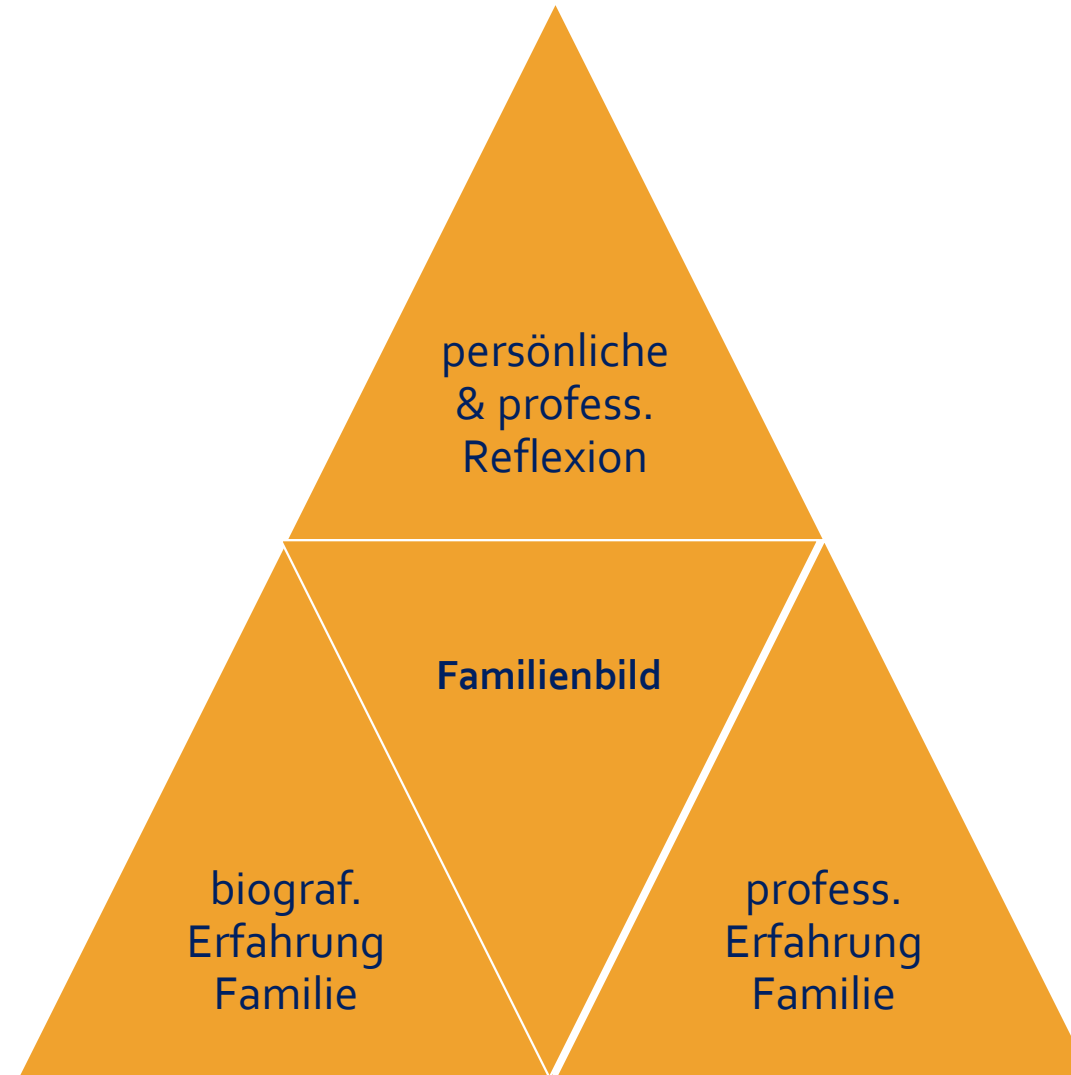 persönliche
& profess.
Reflexion
Familienbild
biograf.
Erfahrung
Familie
profess.
Erfahrung
Familie